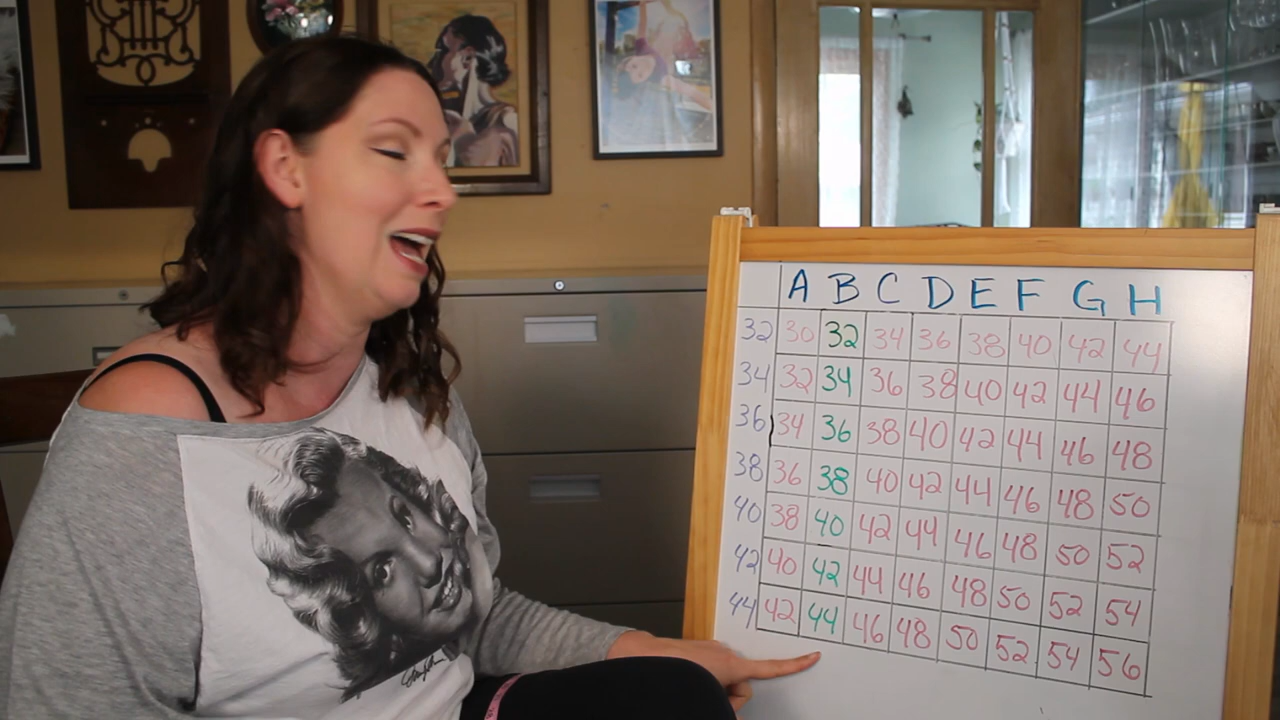 A B C D E F G H
32 30 32 34 36 38 40 42 44
34 32 34 36 38 40 42 44 46
36 34 36 38 40 42 44 46 48
38 36 38 40 42 44 46 48 50
40 38 40 42 44 46 48 50 52
42 40 42 44 46 48 50 52 54
44 42 44 46 48 50 52 54 56